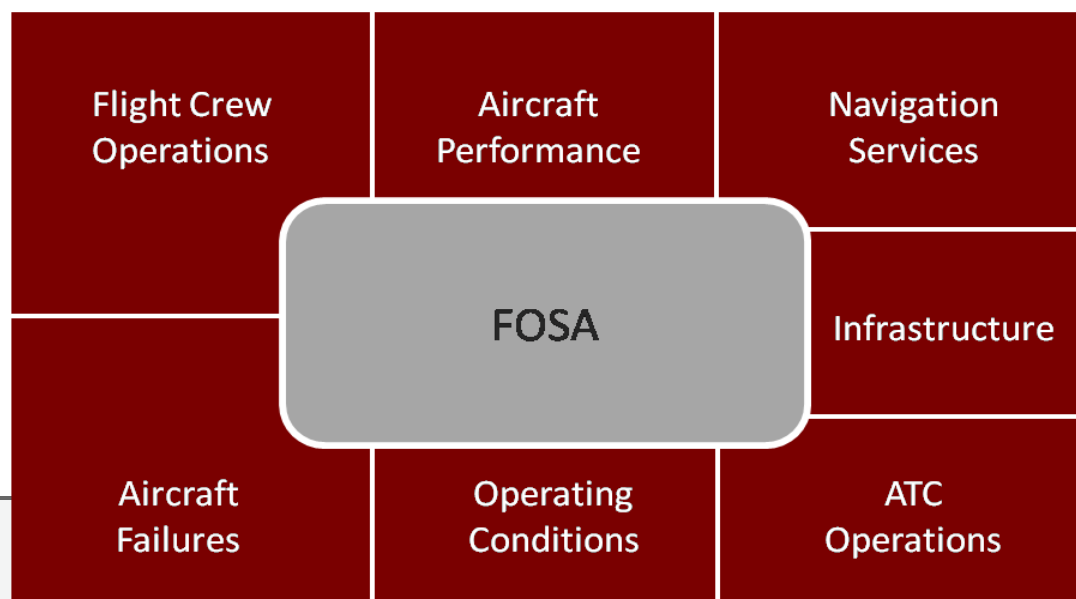 Flight Crew
Operations
Aircraft
Performance
Navigation
Services
FOSA
Infrastructure
Aircraft
Failures
Operating
Conditions
ATC
Operations